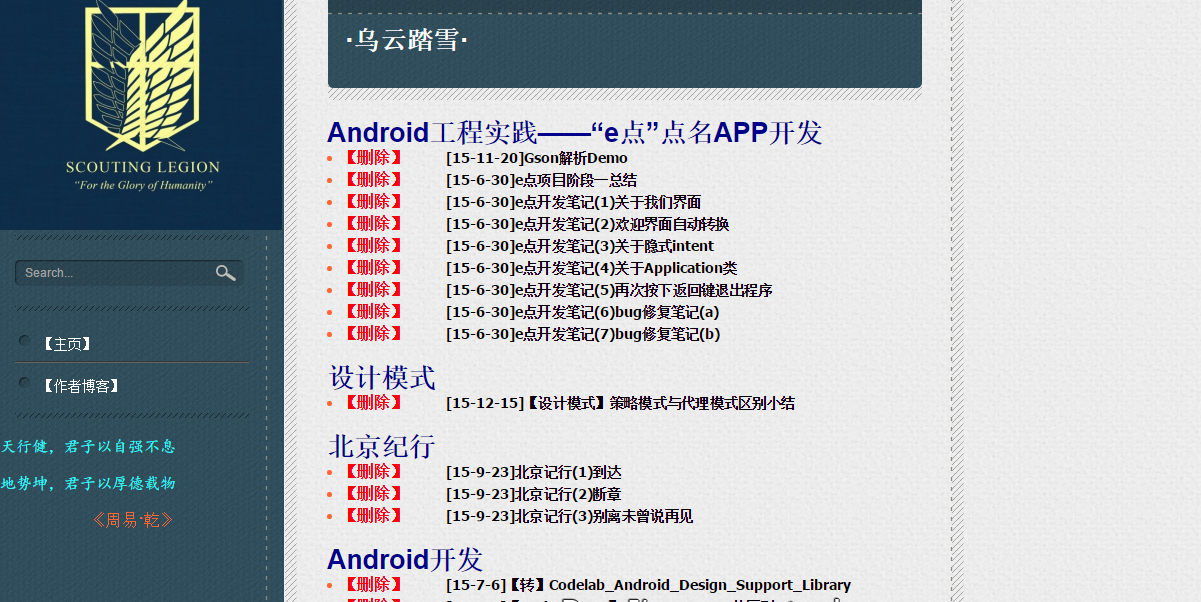 SCOUTING LEGION
“For the Glory of Humanity”
Search...
【主页】
【作者博客】
天行健，君子以自强不息
地势坤，君子以厚德载物
《周易·乾》
·乌云踏雪·
Android工程实践——“e点”点名APP开发
【删除】 [15-11-20]Gson解析Demo
【删除】 [15-6-30]e点项目阶段一总结
【删除】 [15-6-30]e点开发笔记(1)关于我们界面
【删除】 [15-6-30]e点开发笔记(2)欢迎界面自动转换
【删除】 [15-6-30]e点开发笔记(3)关于隐式intent
【删除】 [15-6-30]e点开发笔记(4)关于Application类
【删除】 [15-6-30]e点开发笔记(5)再次按下返回键退出程序
【删除】 [15-6-30]e点开发笔记(6)bug修复笔记(a)
【删除】 [15-6-30]e点开发笔记(7)bug修复笔记(b)
设计模式
【删除】 [15-12-15]【设计模式】策略模式与代理模式区别小结
北京纪行
【删除】 [15-9-23]北京记行(1)到达
【删除】 [15-9-23]北京记行(2)断章
【删除】 [15-9-23]北京记行(3)别离未曾说再见
Android开发
【删除】 [15-7-6]【转】Codelab_Android_Design_Support_Library